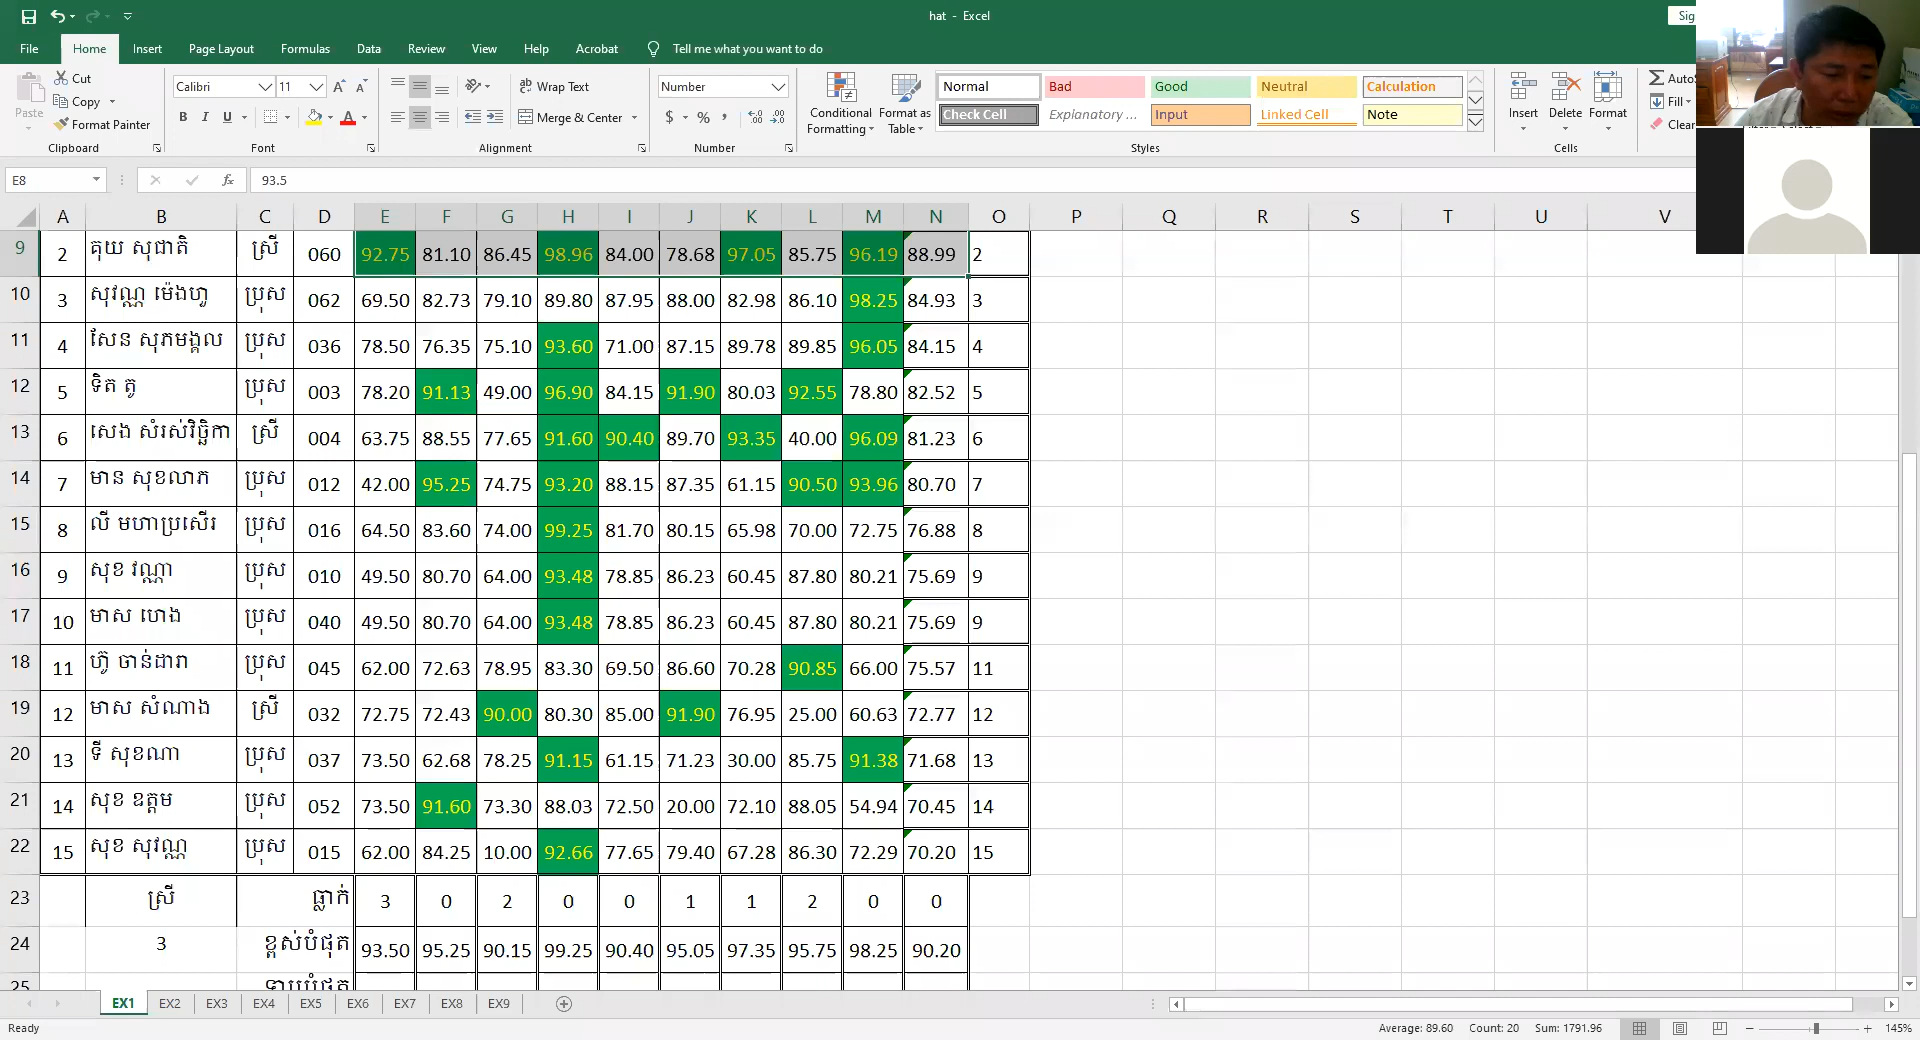 hat - Excel
Sig
File Home Insert Page Layout Formulas Data Review View Help Acrobat Tell me what you want to do
Paste Cut Copy Format Painter Clipboard
Calibri 11 Font
Wrap Text Merge & Center Alignment
Number Number
Conditional Formatting Format as Table
Normal Bad Good Neutral Calculation
Check Cell Explanatory ... Input Linked Cell Note
Styles
Insert Delete Format Cells
AutoS Fill Clear
E8 fx 93.5
A B C D E F G H I J K L M N O P Q R S T U V
9 2 គុយ សុជាតិ ស្រី 060 92.75 81.10 86.45 98.96 84.00 78.68 97.05 85.75 96.19 88.99 2
10 3 សុវណ្ណ ម៉េងហួ ប្រុស 062 69.50 82.73 79.10 89.80 87.95 88.00 82.98 86.10 98.25 84.93 3
11 4 សែន សុភមង្គល ប្រុស 036 78.50 76.35 75.10 93.60 71.00 87.15 89.78 89.85 96.05 84.15 4
12 5 ទិត តូ ប្រុស 003 78.20 91.13 49.00 96.90 84.15 91.90 80.03 92.55 78.80 82.52 5
13 6 សេង សំរស់វិច្ឆិកា ស្រី 004 63.75 88.55 77.65 91.60 90.40 89.70 93.35 40.00 96.09 81.23 6
14 7 មាន សុខលាភ ប្រុស 012 42.00 95.25 74.75 93.20 88.15 87.35 61.15 90.50 93.96 80.70 7
15 8 លី មហាប្រសើរ ប្រុស 016 64.50 83.60 74.00 99.25 81.70 80.15 65.98 70.00 72.75 76.88 8
16 9 សុខ វណ្ណា ប្រុស 010 49.50 80.70 64.00 93.48 78.85 86.23 60.45 87.80 80.21 75.69 9
17 10 មាស ហេង ប្រុស 040 49.50 80.70 64.00 93.48 78.85 86.23 60.45 87.80 80.21 75.69 9
18 11 ហ៊ូ ចាន់ដារា ប្រុស 045 62.00 72.63 78.95 83.30 69.50 86.60 70.28 90.85 66.00 75.57 11
19 12 មាស សំណាង ស្រី 032 72.75 72.43 90.00 80.30 85.00 91.90 76.95 25.00 60.63 72.77 12
20 13 ទី សុខណា ប្រុស 037 73.50 62.68 78.25 91.15 61.15 71.23 30.00 85.75 91.38 71.68 13
21 14 សុខ ឧត្តម ប្រុស 052 73.50 91.60 73.30 88.03 72.50 20.00 72.10 88.05 54.94 70.45 14
22 15 សុខ សុវណ្ណ ប្រុស 015 62.00 84.25 10.00 92.66 77.65 79.40 67.28 86.30 72.29 70.20 15
23 ស្រី ធ្លាក់ 3 0 2 0 0 1 1 2 0 0
24 3 ខ្ពស់បំផុត 93.50 95.25 90.15 99.25 90.40 95.05 97.35 95.75 98.25 90.20
25 ទាបបំផុត
EX1 EX2 EX3 EX4 EX5 EX6 EX7 EX8 EX9
Ready Average: 89.60 Count: 20 Sum: 1791.96 145%